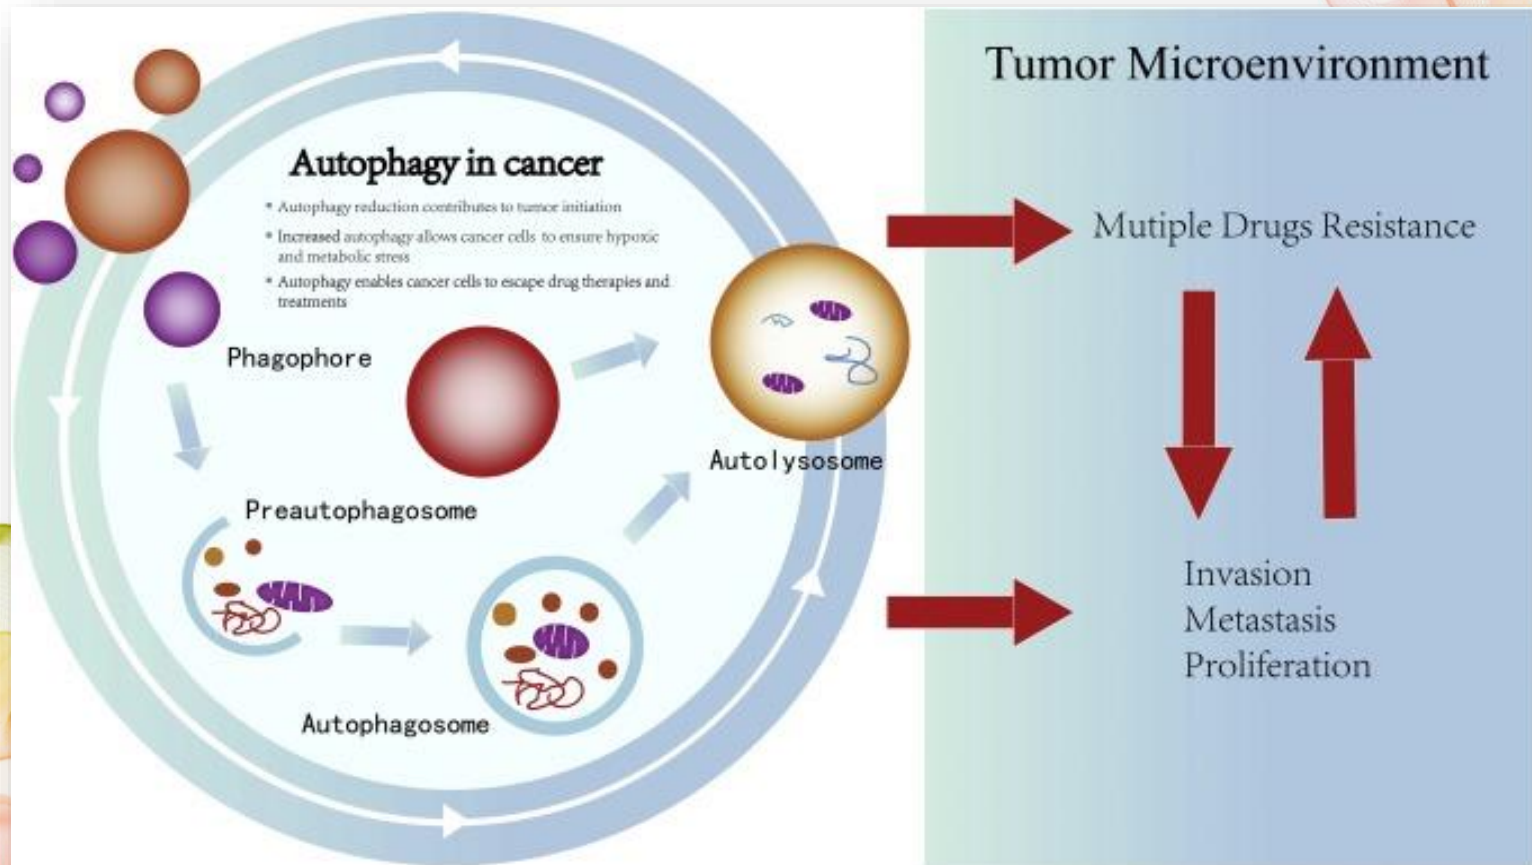 Tumor Microenvironment
Autophagy in cancer
* Autophagy reduction contributes to tumor initiation
* Increased autophagy allows cancer cells to ensure hypoxic
and metabolic stress
* Autophagy enables cancer cells to escape drug therapies and
treatments
Mutiple Drugs Resistance
Phagophore
Autolysosome
Preautophagosome
Autophagosome
Invasion
Metastasis
Proliferation